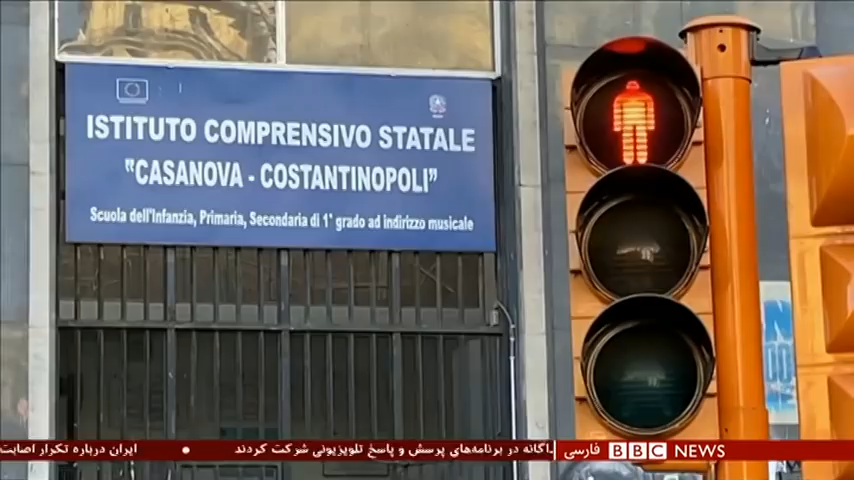 ISTITUTO COMPRENSIVO STATALE
"CASANOVA - COSTANTINOPOLI"
Scuola dell'Infanzia, Primaria, Secondaria di 1° grado ad indirizzo musicale
BBC NEWS فارسی
اگانه در برنامه‌های پرسش و پاسخ تلویزیونی شرکت کردند • ایران درباره تکرار اصابت